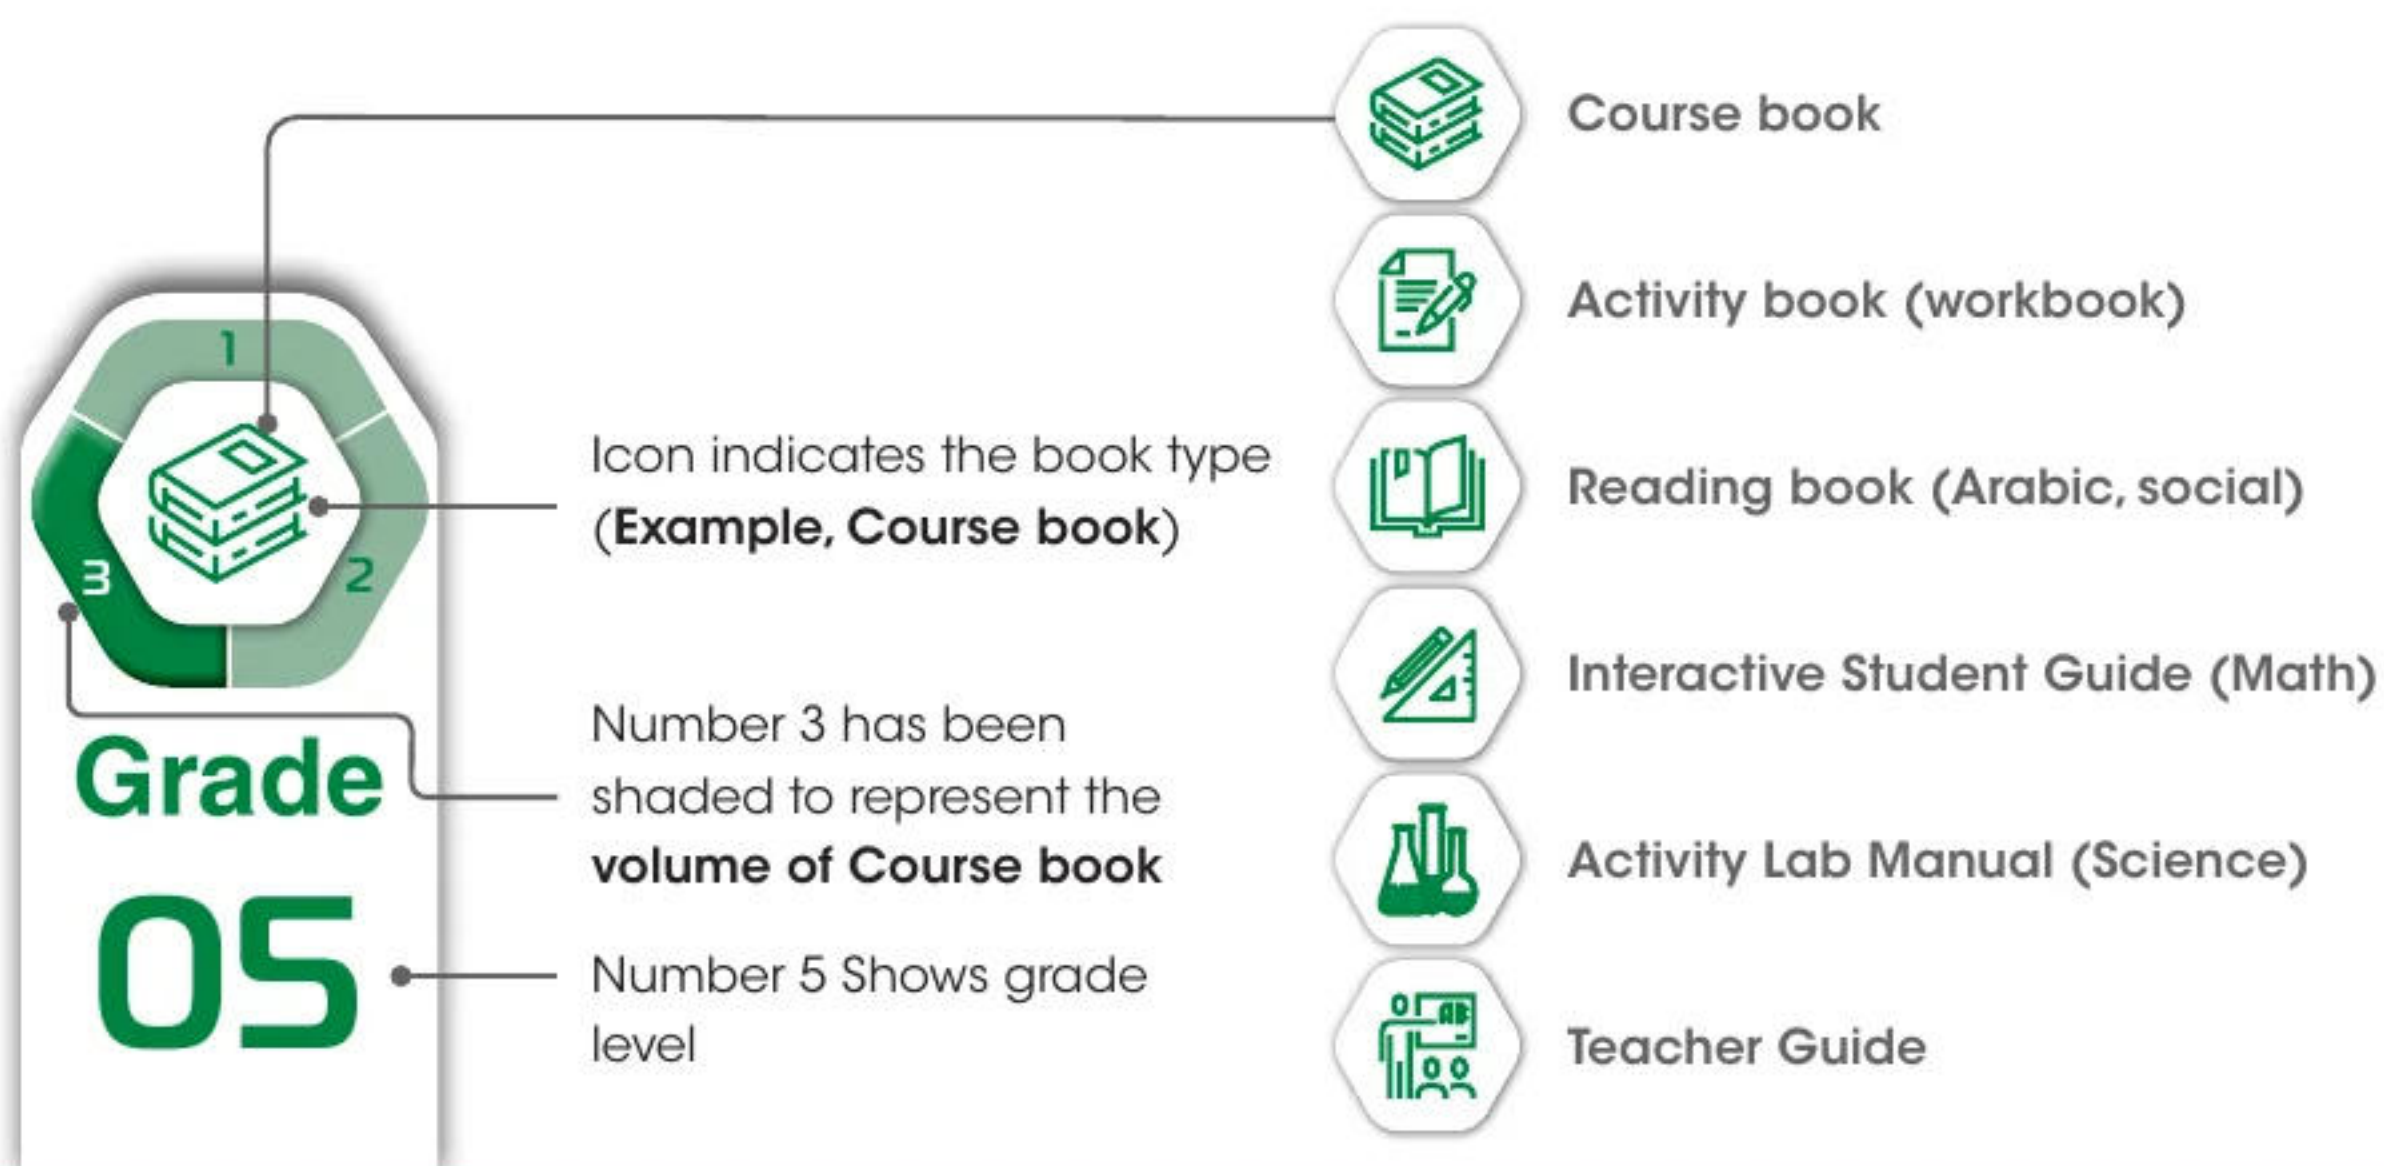 1
2
3
Grade
05
Icon indicates the book type
(Example, Course book)
Number 3 has been
shaded to represent the
volume of Course book
Number 5 Shows grade
level
Course book
Activity book (workbook)
Reading book (Arabic, social)
Interactive Student Guide (Math)
Activity Lab Manual (Science)
AB
Teacher Guide